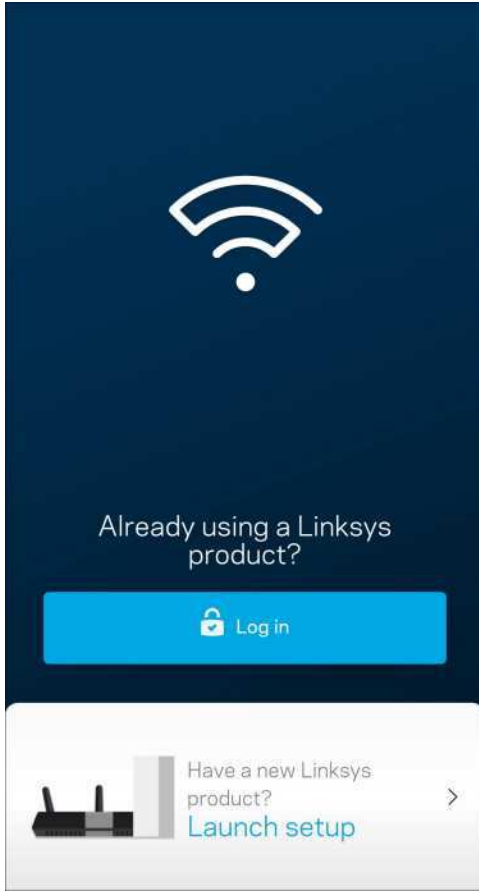 Already using a Linksys
product?
Log in
Have a new Linksys
product?
Launch setup